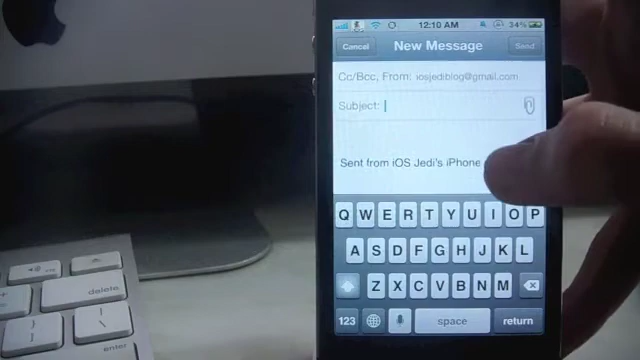 12:10 AM 34%
Cancel New Message Send
Cc/Bcc, From: iosjediblog@gmail.com
Subject:
Sent from iOS Jedi's iPhone
Q W E R T Y U I O P
A S D F G H J K L
Z X C V B N M
123 space return
delete
enter